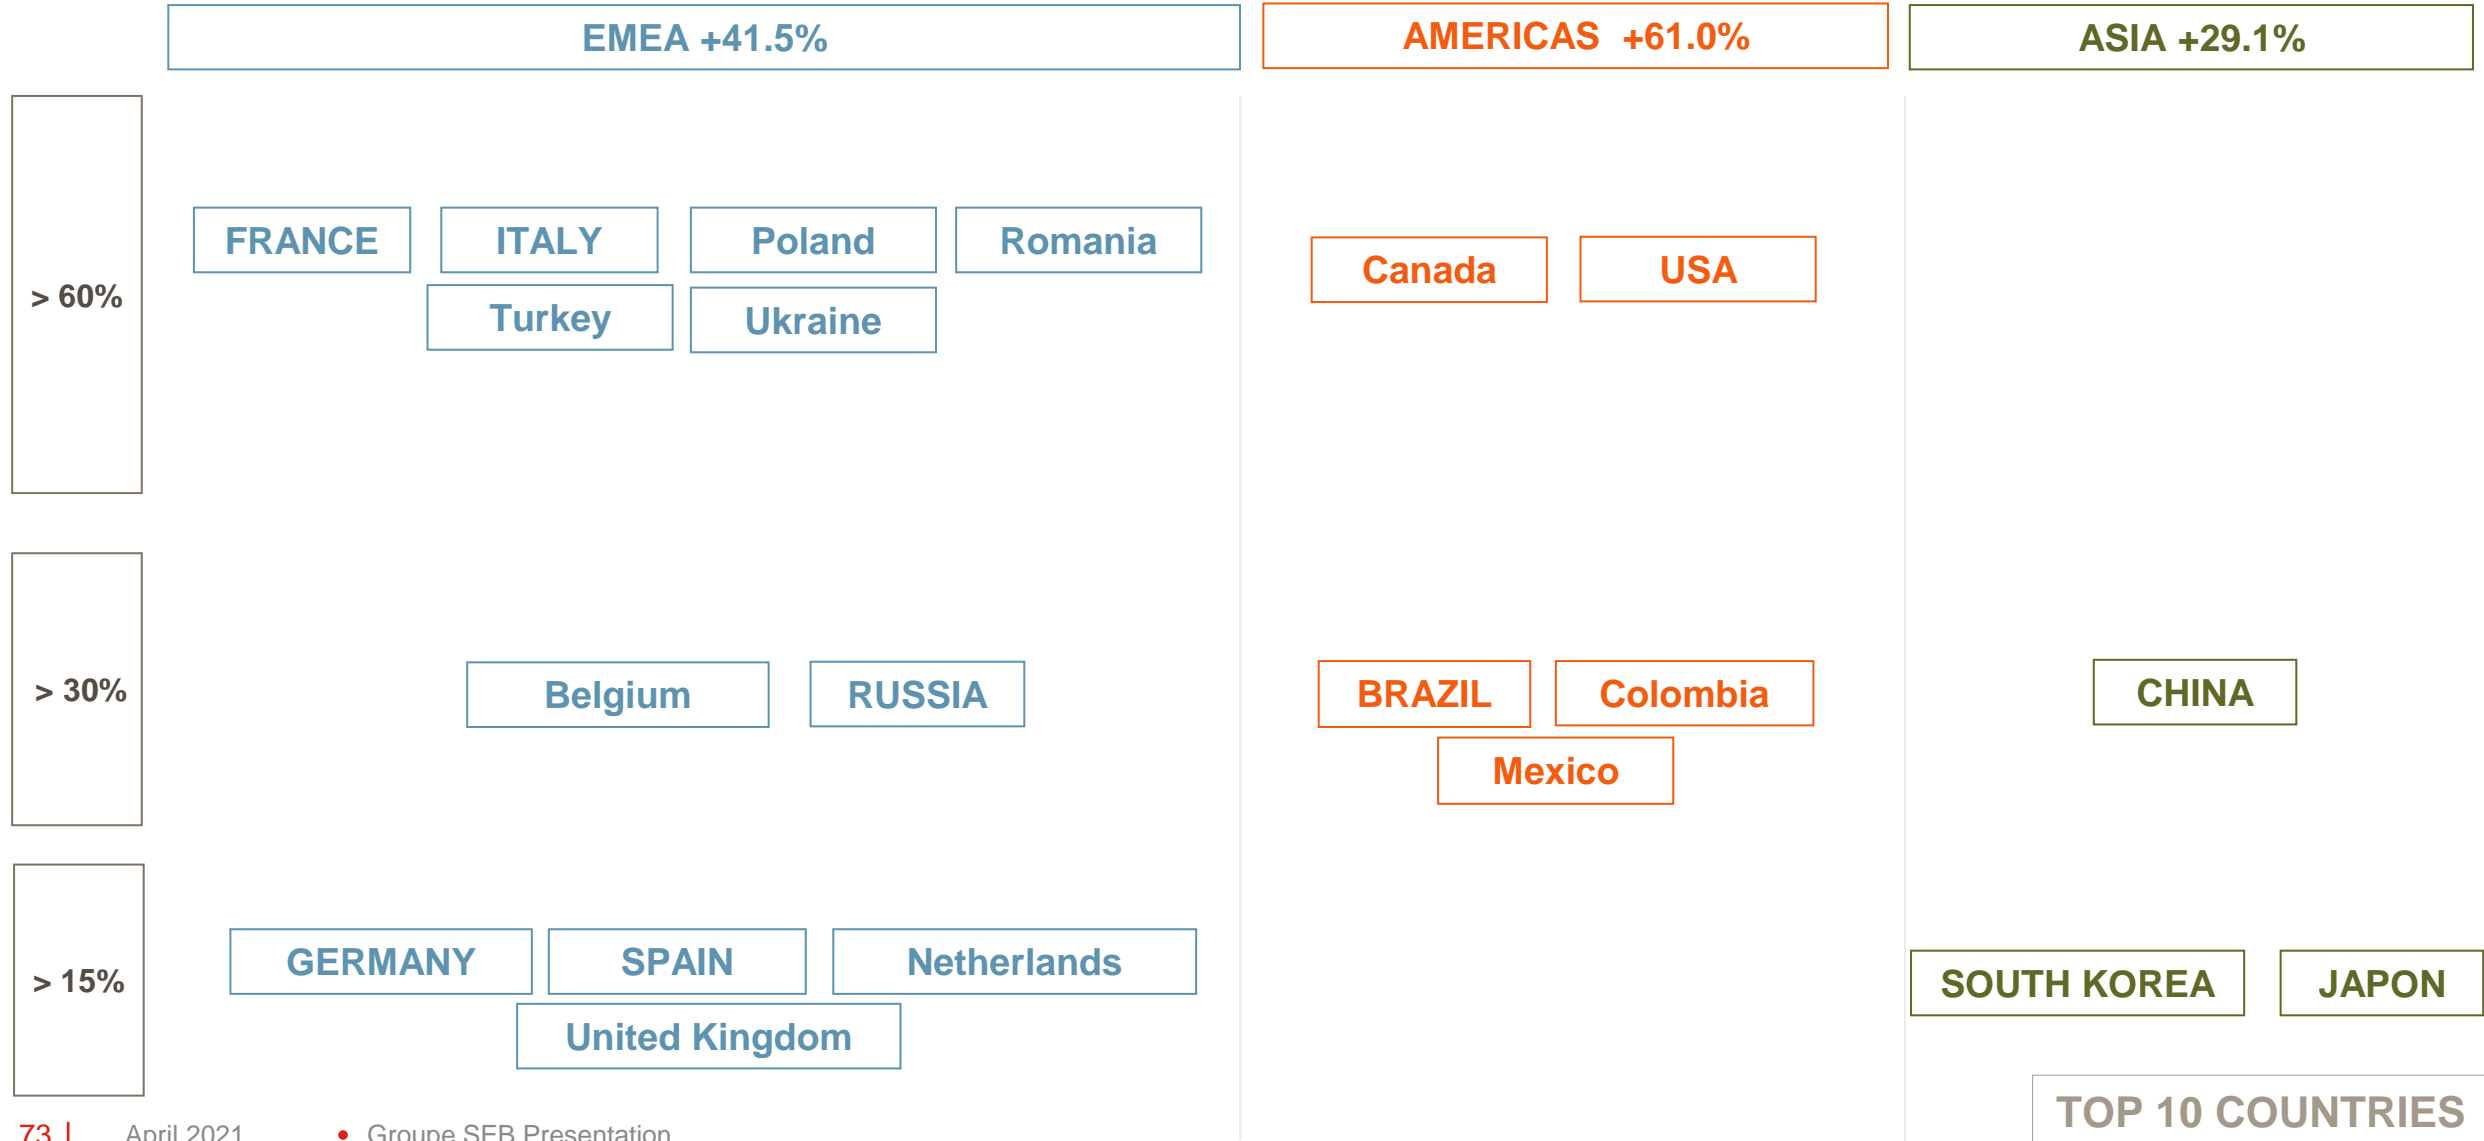 EMEA +41.5%
AMERICAS +61.0%
ASIA +29.1%
> 60%
FRANCE
ITALY
Poland
Romania
Turkey
Ukraine
Canada
USA
> 30%
Belgium
RUSSIA
BRAZIL
Colombia
Mexico
CHINA
> 15%
GERMANY
SPAIN
Netherlands
United Kingdom
SOUTH KOREA
JAPON
TOP 10 COUNTRIES
73 |
April 2021
• Groupe SEB Presentation